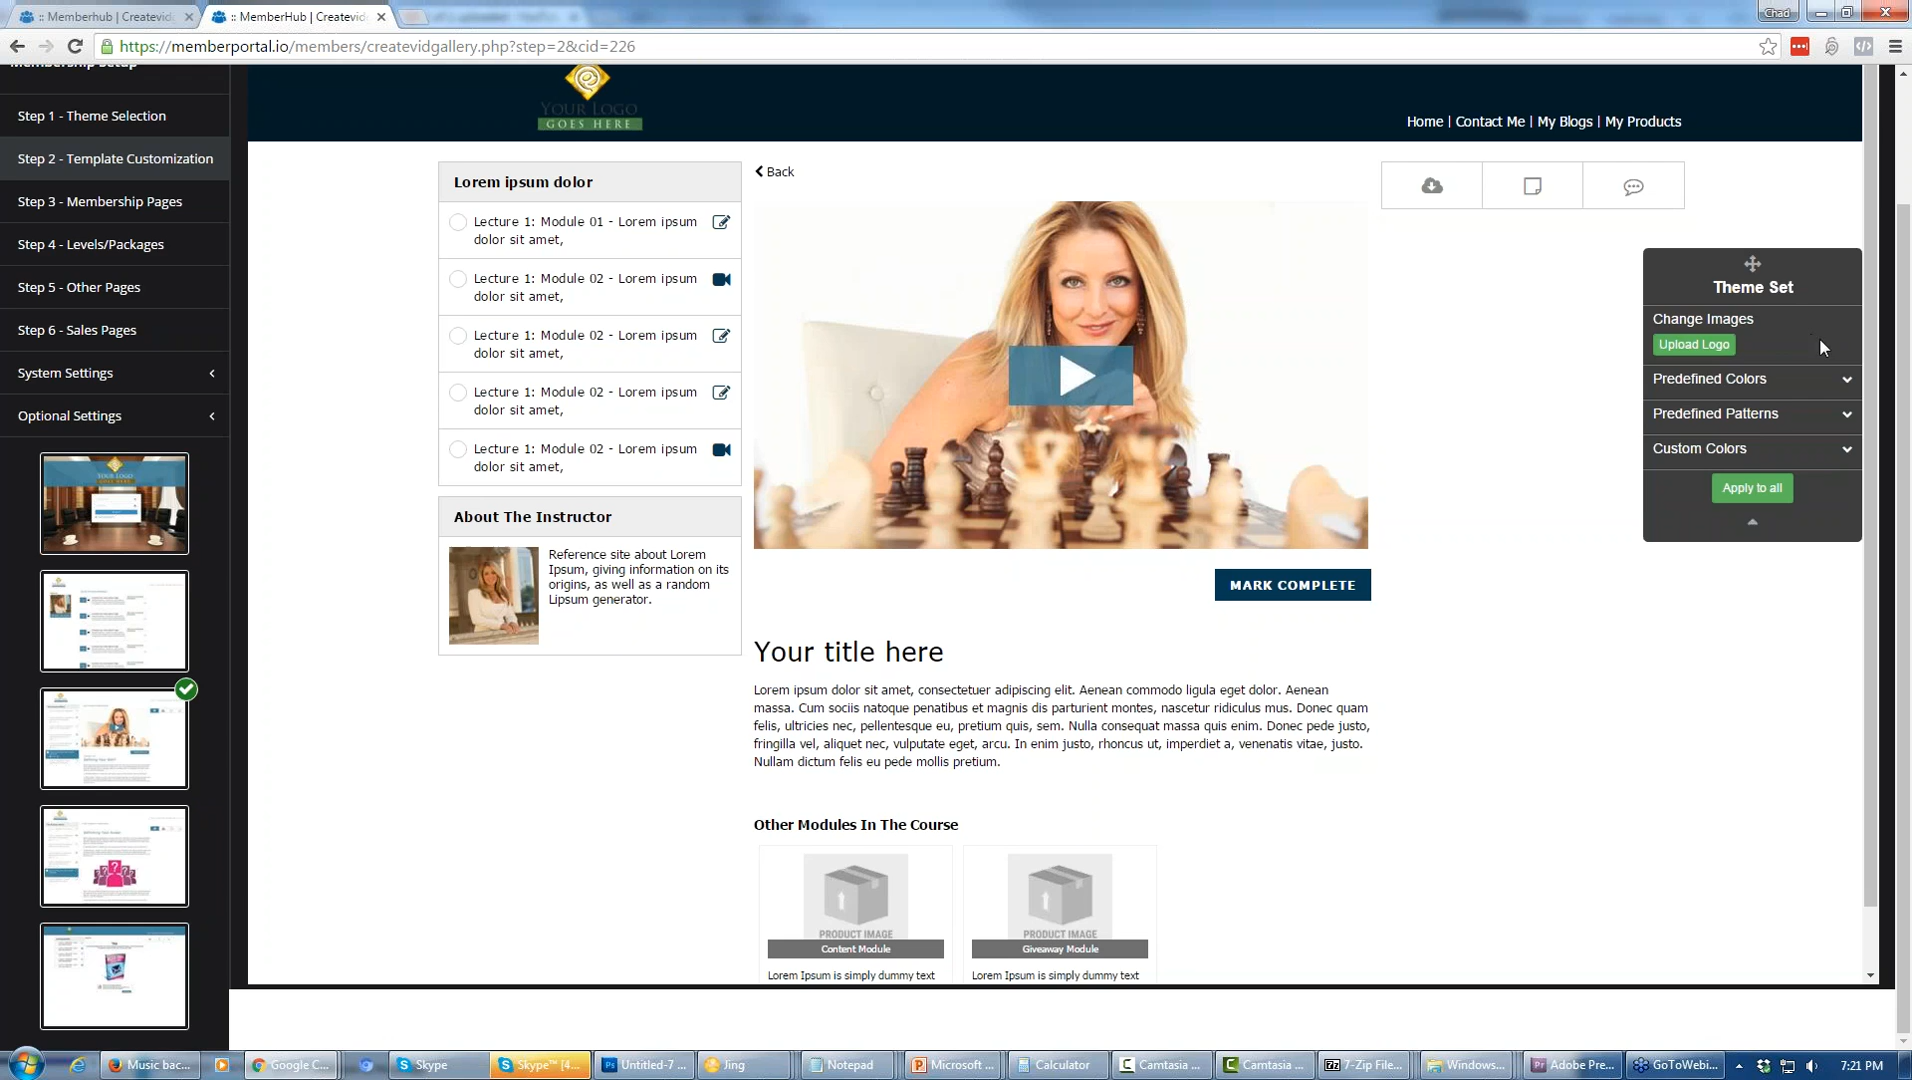 :: MemberHub | Createvid
:: MemberHub | Createvid
Chad
https://memberportal.io/members/createvidgallery.php?step=2&cid=226
Membership Setup
Step 1 - Theme Selection
Step 2 - Template Customization
Step 3 - Membership Pages
Step 4 - Levels/Packages
Step 5 - Other Pages
Step 6 - Sales Pages
System Settings
Optional Settings
YOUR LOGO
GOES HERE
Home | Contact Me | My Blogs | My Products
Lorem ipsum dolor
Lecture 1: Module 01 - Lorem ipsum
dolor sit amet,
Lecture 1: Module 02 - Lorem ipsum
dolor sit amet,
Lecture 1: Module 02 - Lorem ipsum
dolor sit amet,
Lecture 1: Module 02 - Lorem ipsum
dolor sit amet,
Lecture 1: Module 02 - Lorem ipsum
dolor sit amet,
About The Instructor
Reference site about Lorem
Ipsum, giving information on its
origins, as well as a random
Lipsum generator.
Back
MARK COMPLETE
Your title here
Lorem ipsum dolor sit amet, consectetuer adipiscing elit. Aenean commodo ligula eget dolor. Aenean
massa. Cum sociis natoque penatibus et magnis dis parturient montes, nascetur ridiculus mus. Donec quam
felis, ultricies nec, pellentesque eu, pretium quis, sem. Nulla consequat massa quis enim. Donec pede justo,
fringilla vel, aliquet nec, vulputate eget, arcu. In enim justo, rhoncus ut, imperdiet a, venenatis vitae, justo.
Nullam dictum felis eu pede mollis pretium.
Other Modules In The Course
PRODUCT IMAGE
Content Module
Lorem Ipsum is simply dummy text
PRODUCT IMAGE
Giveaway Module
Lorem Ipsum is simply dummy text
Theme Set
Change Images
Upload Logo
Predefined Colors
Predefined Patterns
Custom Colors
Apply to all
Music bac...
Google C...
Skype
Skype™ [4...
Untitled-7 ...
Jing
Notepad
Microsoft ...
Calculator
Camtasia ...
Camtasia ...
7-Zip File...
Windows...
Adobe Pre...
GoToWebi...
7:21 PM